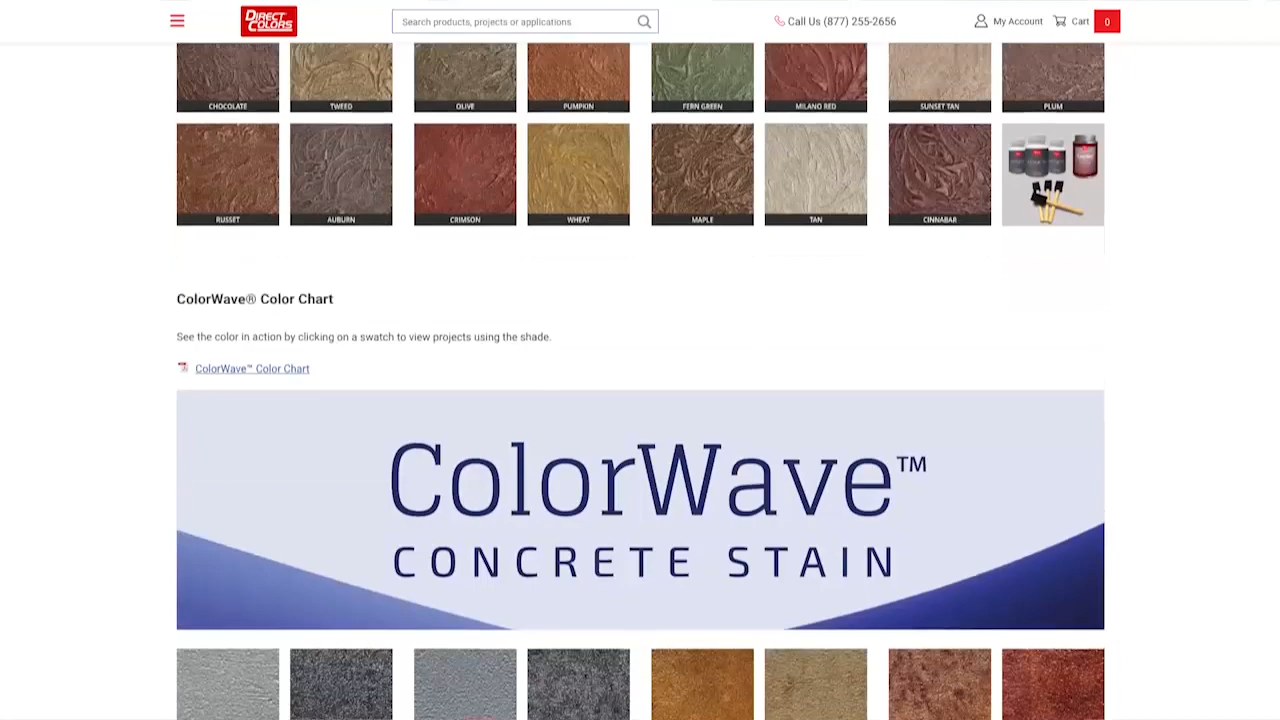 DIRECT
COLORS
Search products, projects or applications
Call Us (877) 255-2656
My Account
Cart
0
CHOCOLATE
TWEED
OLIVE
PUMPKIN
FERN GREEN
MILANO RED
SUNSET TAN
PLUM
RUSSET
AUBURN
CRIMSON
WHEAT
MAPLE
TAN
CINNABAR
ColorWave® Color Chart
See the color in action by clicking on a swatch to view projects using the shade.
ColorWave™ Color Chart
ColorWave™
CONCRETE STAIN